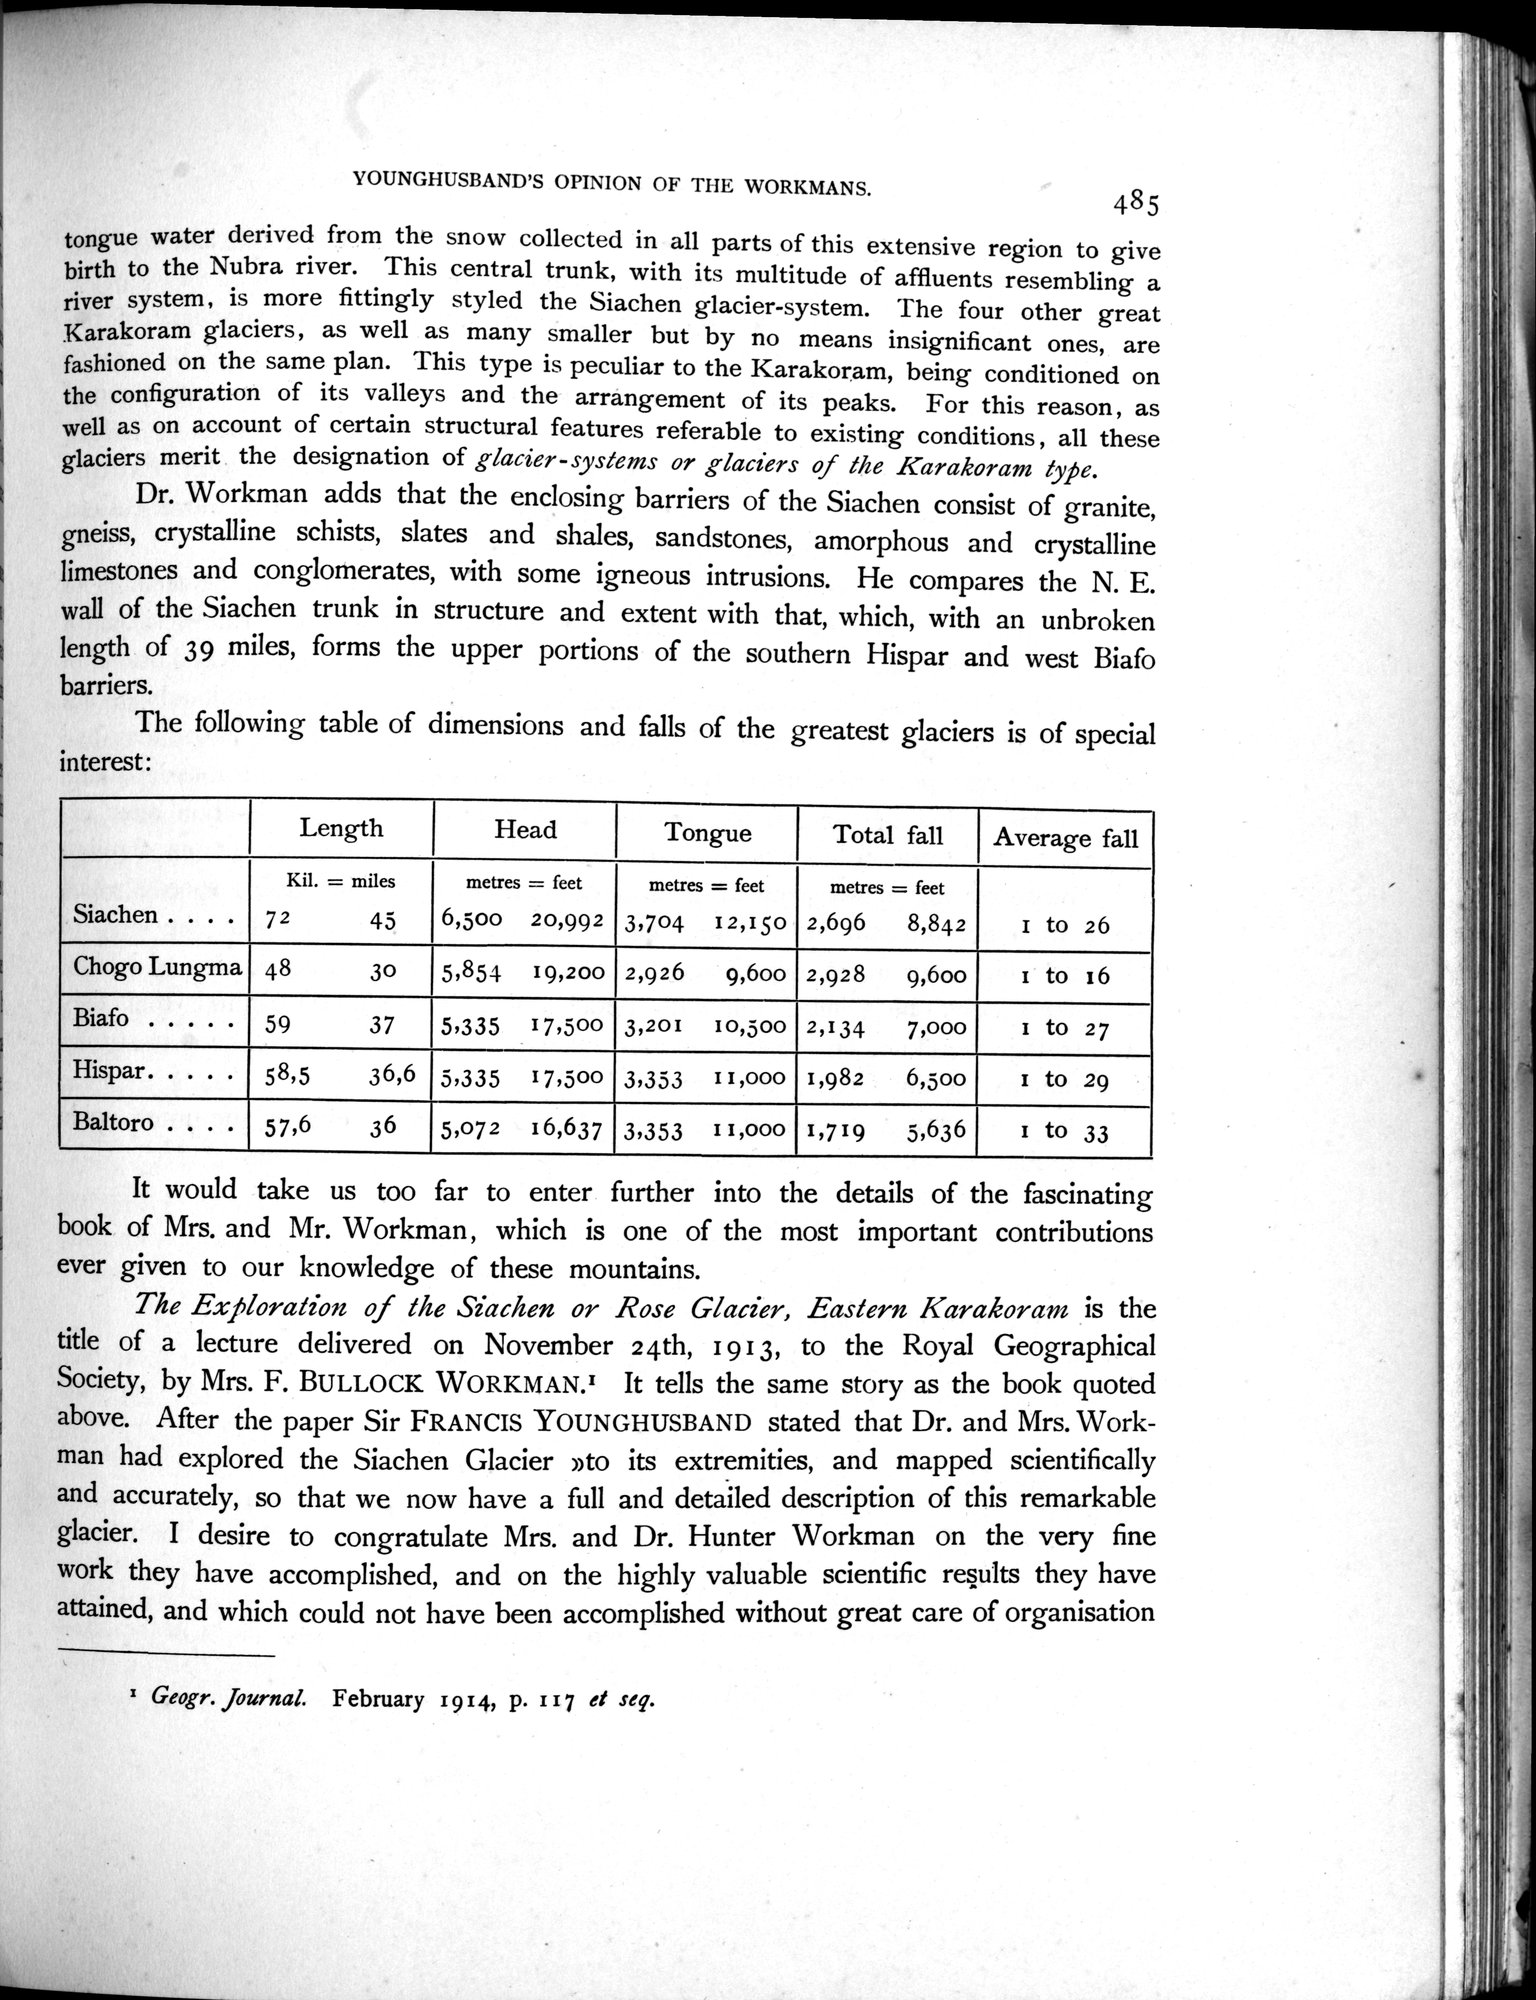 YOUNGHUSBAND'S OPINION OF THE WORKMANS.
485
tongue water derived from the snow collected in all parts of this extensive region to give
birth to the Nubra river. This central trunk, with its multitude of affluents resembling a
river system, is more fittingly styled the Siachen glacier-system. The four other great
Karakoram glaciers, as well as many smaller but by no means insignificant ones, are
fashioned on the same plan. This type is peculiar to the Karakoram, being conditioned on
the configuration of its valleys and the arrangement of its peaks. For this reason, as
well as on account of certain structural features referable to existing conditions, all these
glaciers merit the designation of glacier-systems or glaciers of the Karakoram type.
Dr. Workman adds that the enclosing barriers of the Siachen consist of granite,
gneiss, crystalline schists, slates and shales, sandstones, amorphous and crystalline
limestones and conglomerates, with some igneous intrusions. He compares the N. E.
wall of the Siachen trunk in structure and extent with that, which, with an unbroken
length of 39 miles, forms the upper portions of the southern Hispar and west Biafo
barriers.
The following table of dimensions and falls of the greatest glaciers is of special
interest:
Length Head Tongue Total fall Average fall
Kil. = miles metres = feet metres = feet metres = feet
Siachen . . . . 72 45 6,500 20,992 3,704 12,150 2,696 8,842 1 to 26
Chogo Lungma 48 30 5,854 19,200 2,926 9,600 2,928 9,600 1 to 16
Biafo . . . . . 59 37 5,335 17,500 3,201 10,500 2,134 7,000 1 to 27
Hispar. . . . . 58,5 36,6 5,335 17,500 3,353 11,000 1,982 6,500 1 to 29
Baltoro . . . . 57,6 36 5,072 16,637 3,353 11,000 1,719 5,636 1 to 33
It would take us too far to enter further into the details of the fascinating
book of Mrs. and Mr. Workman, which is one of the most important contributions
ever given to our knowledge of these mountains.
The Exploration of the Siachen or Rose Glacier, Eastern Karakoram is the
title of a lecture delivered on November 24th, 1913, to the Royal Geographical
Society, by Mrs. F. BULLOCK WORKMAN.¹ It tells the same story as the book quoted
above. After the paper Sir FRANCIS YOUNGHUSBAND stated that Dr. and Mrs. Work-
man had explored the Siachen Glacier »to its extremities, and mapped scientifically
and accurately, so that we now have a full and detailed description of this remarkable
glacier. I desire to congratulate Mrs. and Dr. Hunter Workman on the very fine
work they have accomplished, and on the highly valuable scientific results they have
attained, and which could not have been accomplished without great care of organisation
¹ Geogr. Journal. February 1914, p. 117 et seq.